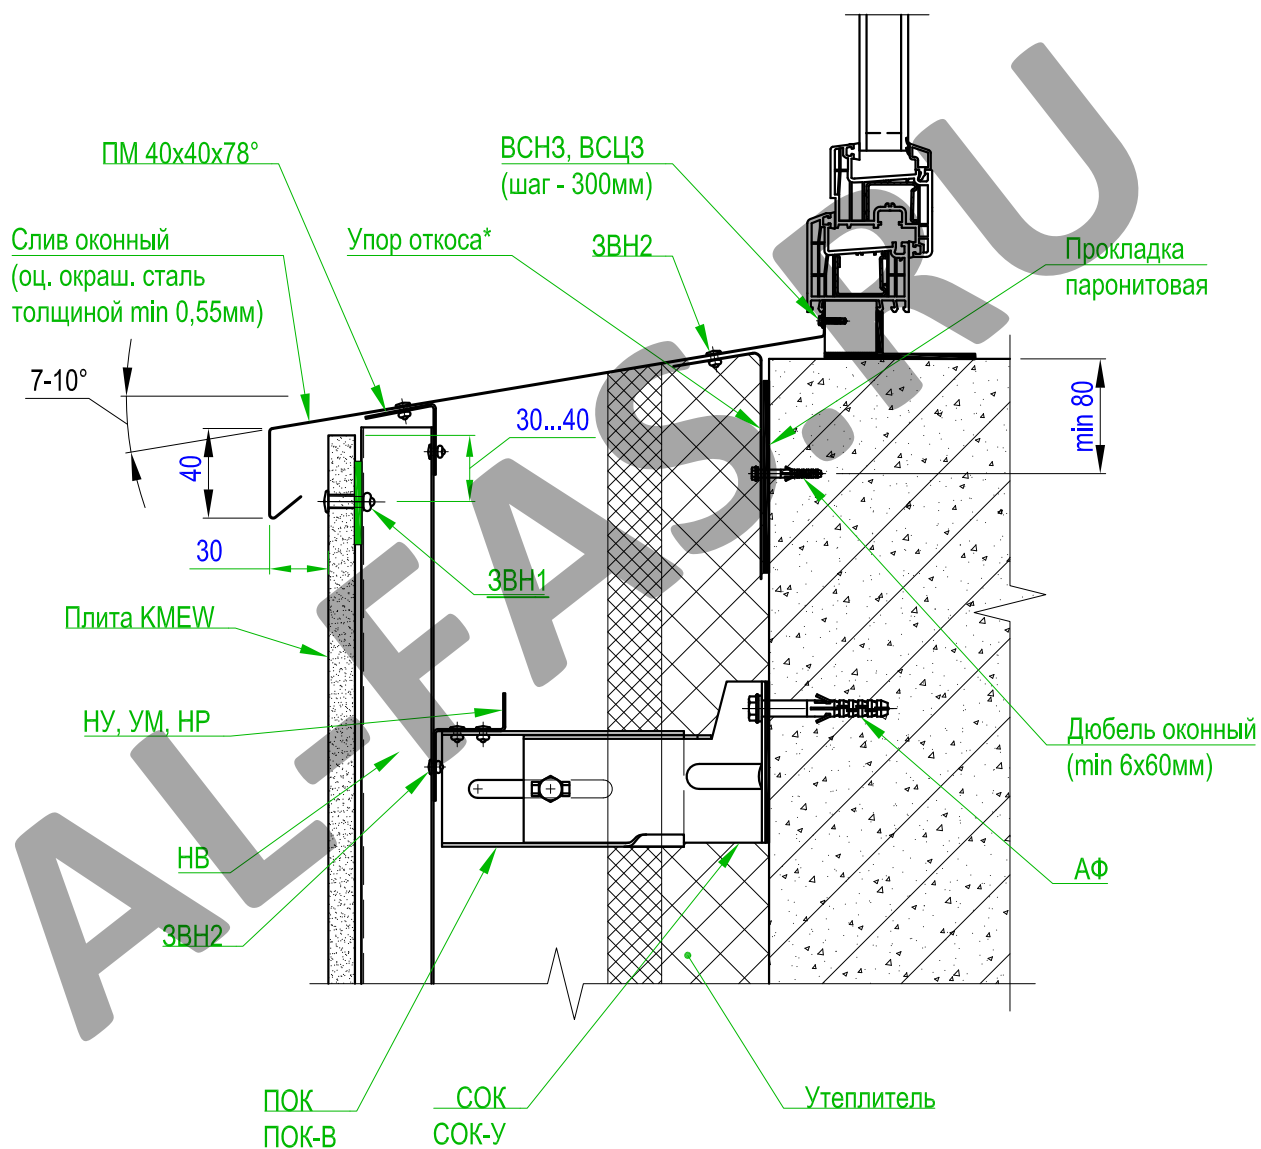 ПМ 40х40х78°
ВСНЗ, ВСЦЗ
(шаг - 300мм)
Слив оконный
(оц. окраш. сталь
толщиной min 0,55мм)
Упор откоса*
ЗВН2
Прокладка
паронитовая
7-10°
30...40
min 80
40
30
ЗВН1
Плита KMEW
НУ, УМ, НР
Дюбель оконный
(min 6х60мм)
НВ
АФ
ЗВН2
ПОК
ПОК-В
СОК
СОК-У
Утеплитель
AL-FAS.RU